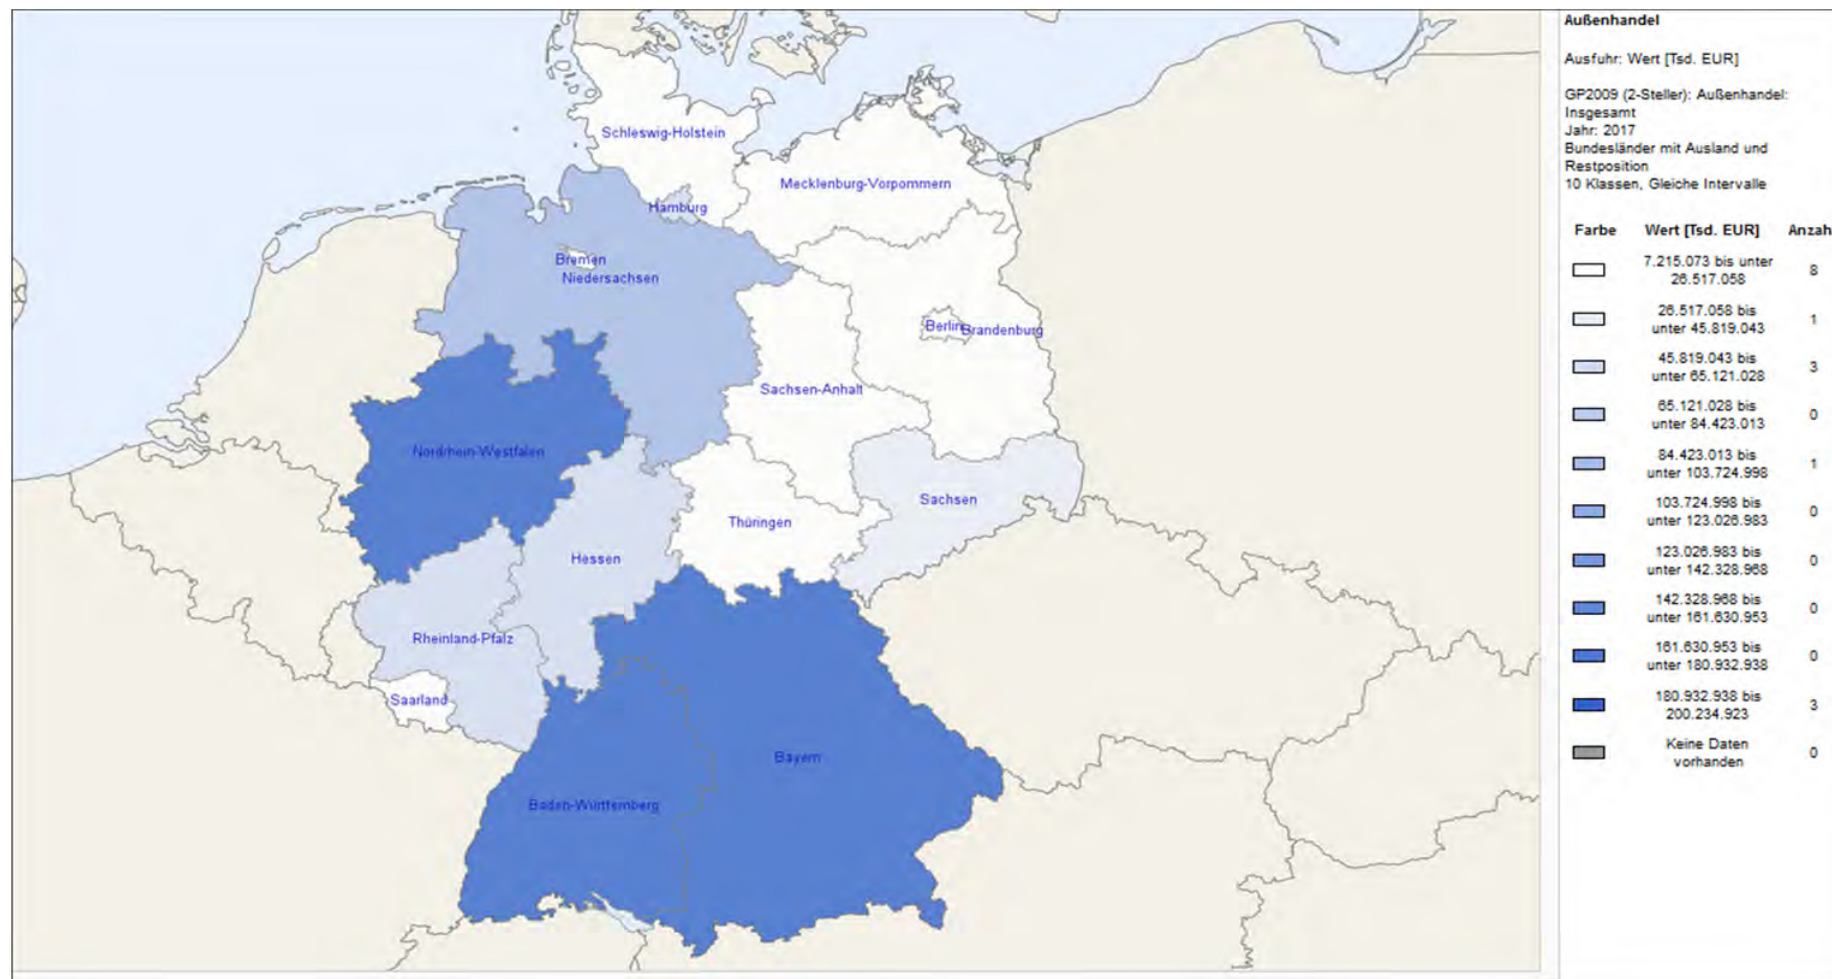 Außenhandel
Ausfuhr: Wert [Tsd. EUR]
GP2009 (2-Steller): Außenhandel:
Insgesamt
Jahr: 2017
Bundesländer mit Ausland und
Restposition
10 Klassen, Gleiche Intervalle
Farbe Wert [Tsd. EUR] Anzah
7.215.073 bis unter
26.517.058 8
26.517.058 bis
unter 45.819.043 1
45.819.043 bis
unter 65.121.028 3
65.121.028 bis
unter 84.423.013 0
84.423.013 bis
unter 103.724.998 1
103.724.998 bis
unter 123.026.983 0
123.026.983 bis
unter 142.328.968 0
142.328.968 bis
unter 161.630.953 0
161.630.953 bis
unter 180.932.938 0
180.932.938 bis
200.234.923 3
Keine Daten
vorhanden 0
Schleswig-Holstein
Mecklenburg-Vorpommern
Hamburg
Bremen
Niedersachsen
Berlin
Brandenburg
Sachsen-Anhalt
Nordrhein-Westfalen
Sachsen
Thüringen
Hessen
Rheinland-Pfalz
Saarland
Bayern
Baden-Württemberg